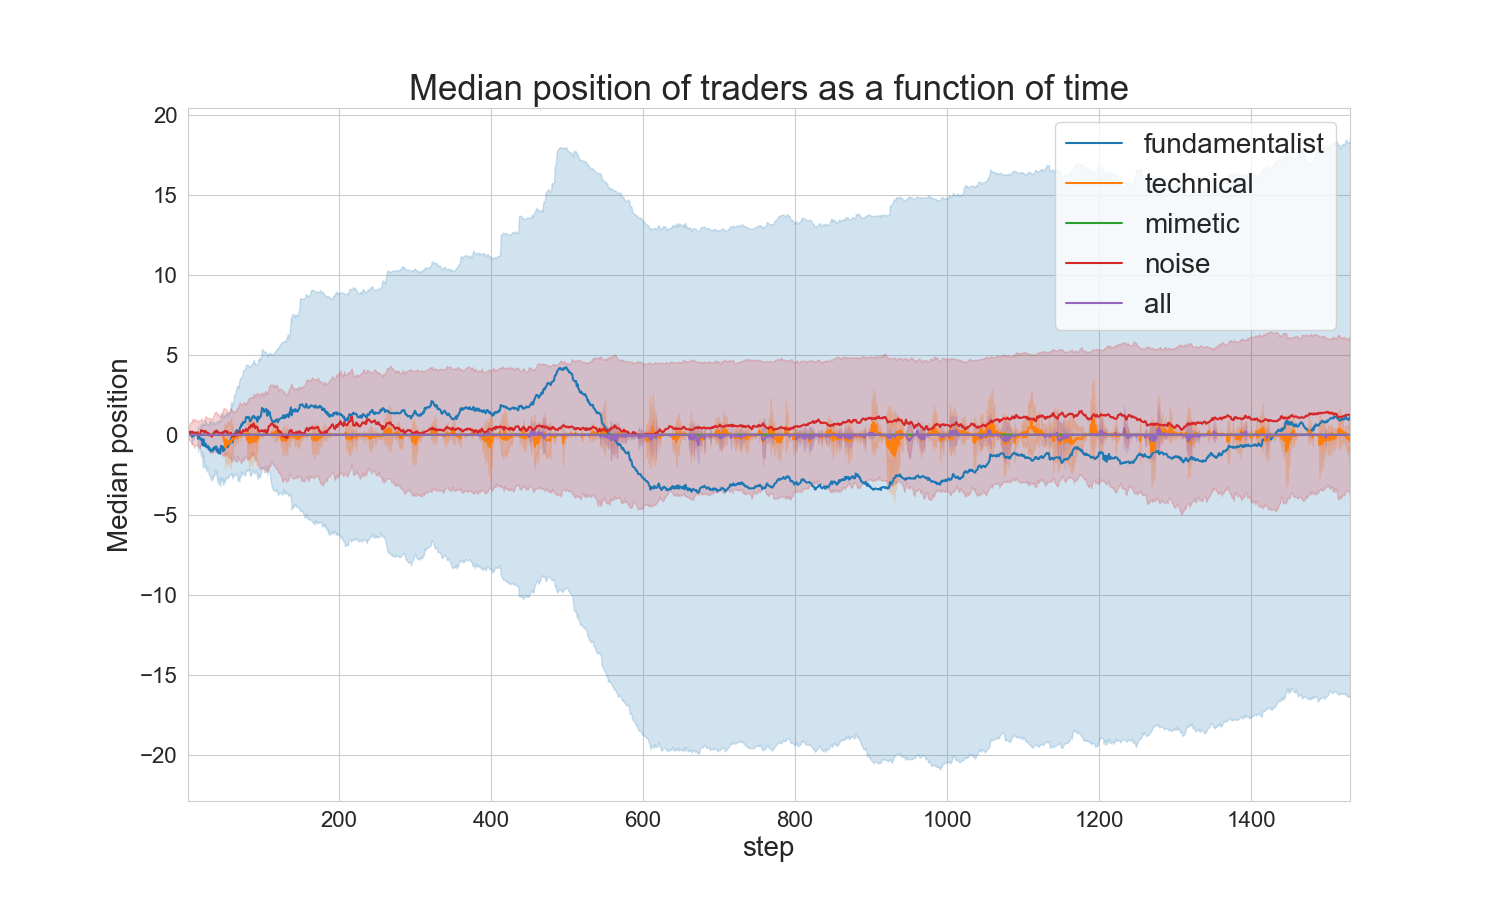 Median position of traders as a function of time
fundamentalist
technical
mimetic
noise
all
Median position
20
15
10
5
0
−5
−10
−15
−20
200 400 600 800 1000 1200 1400
step